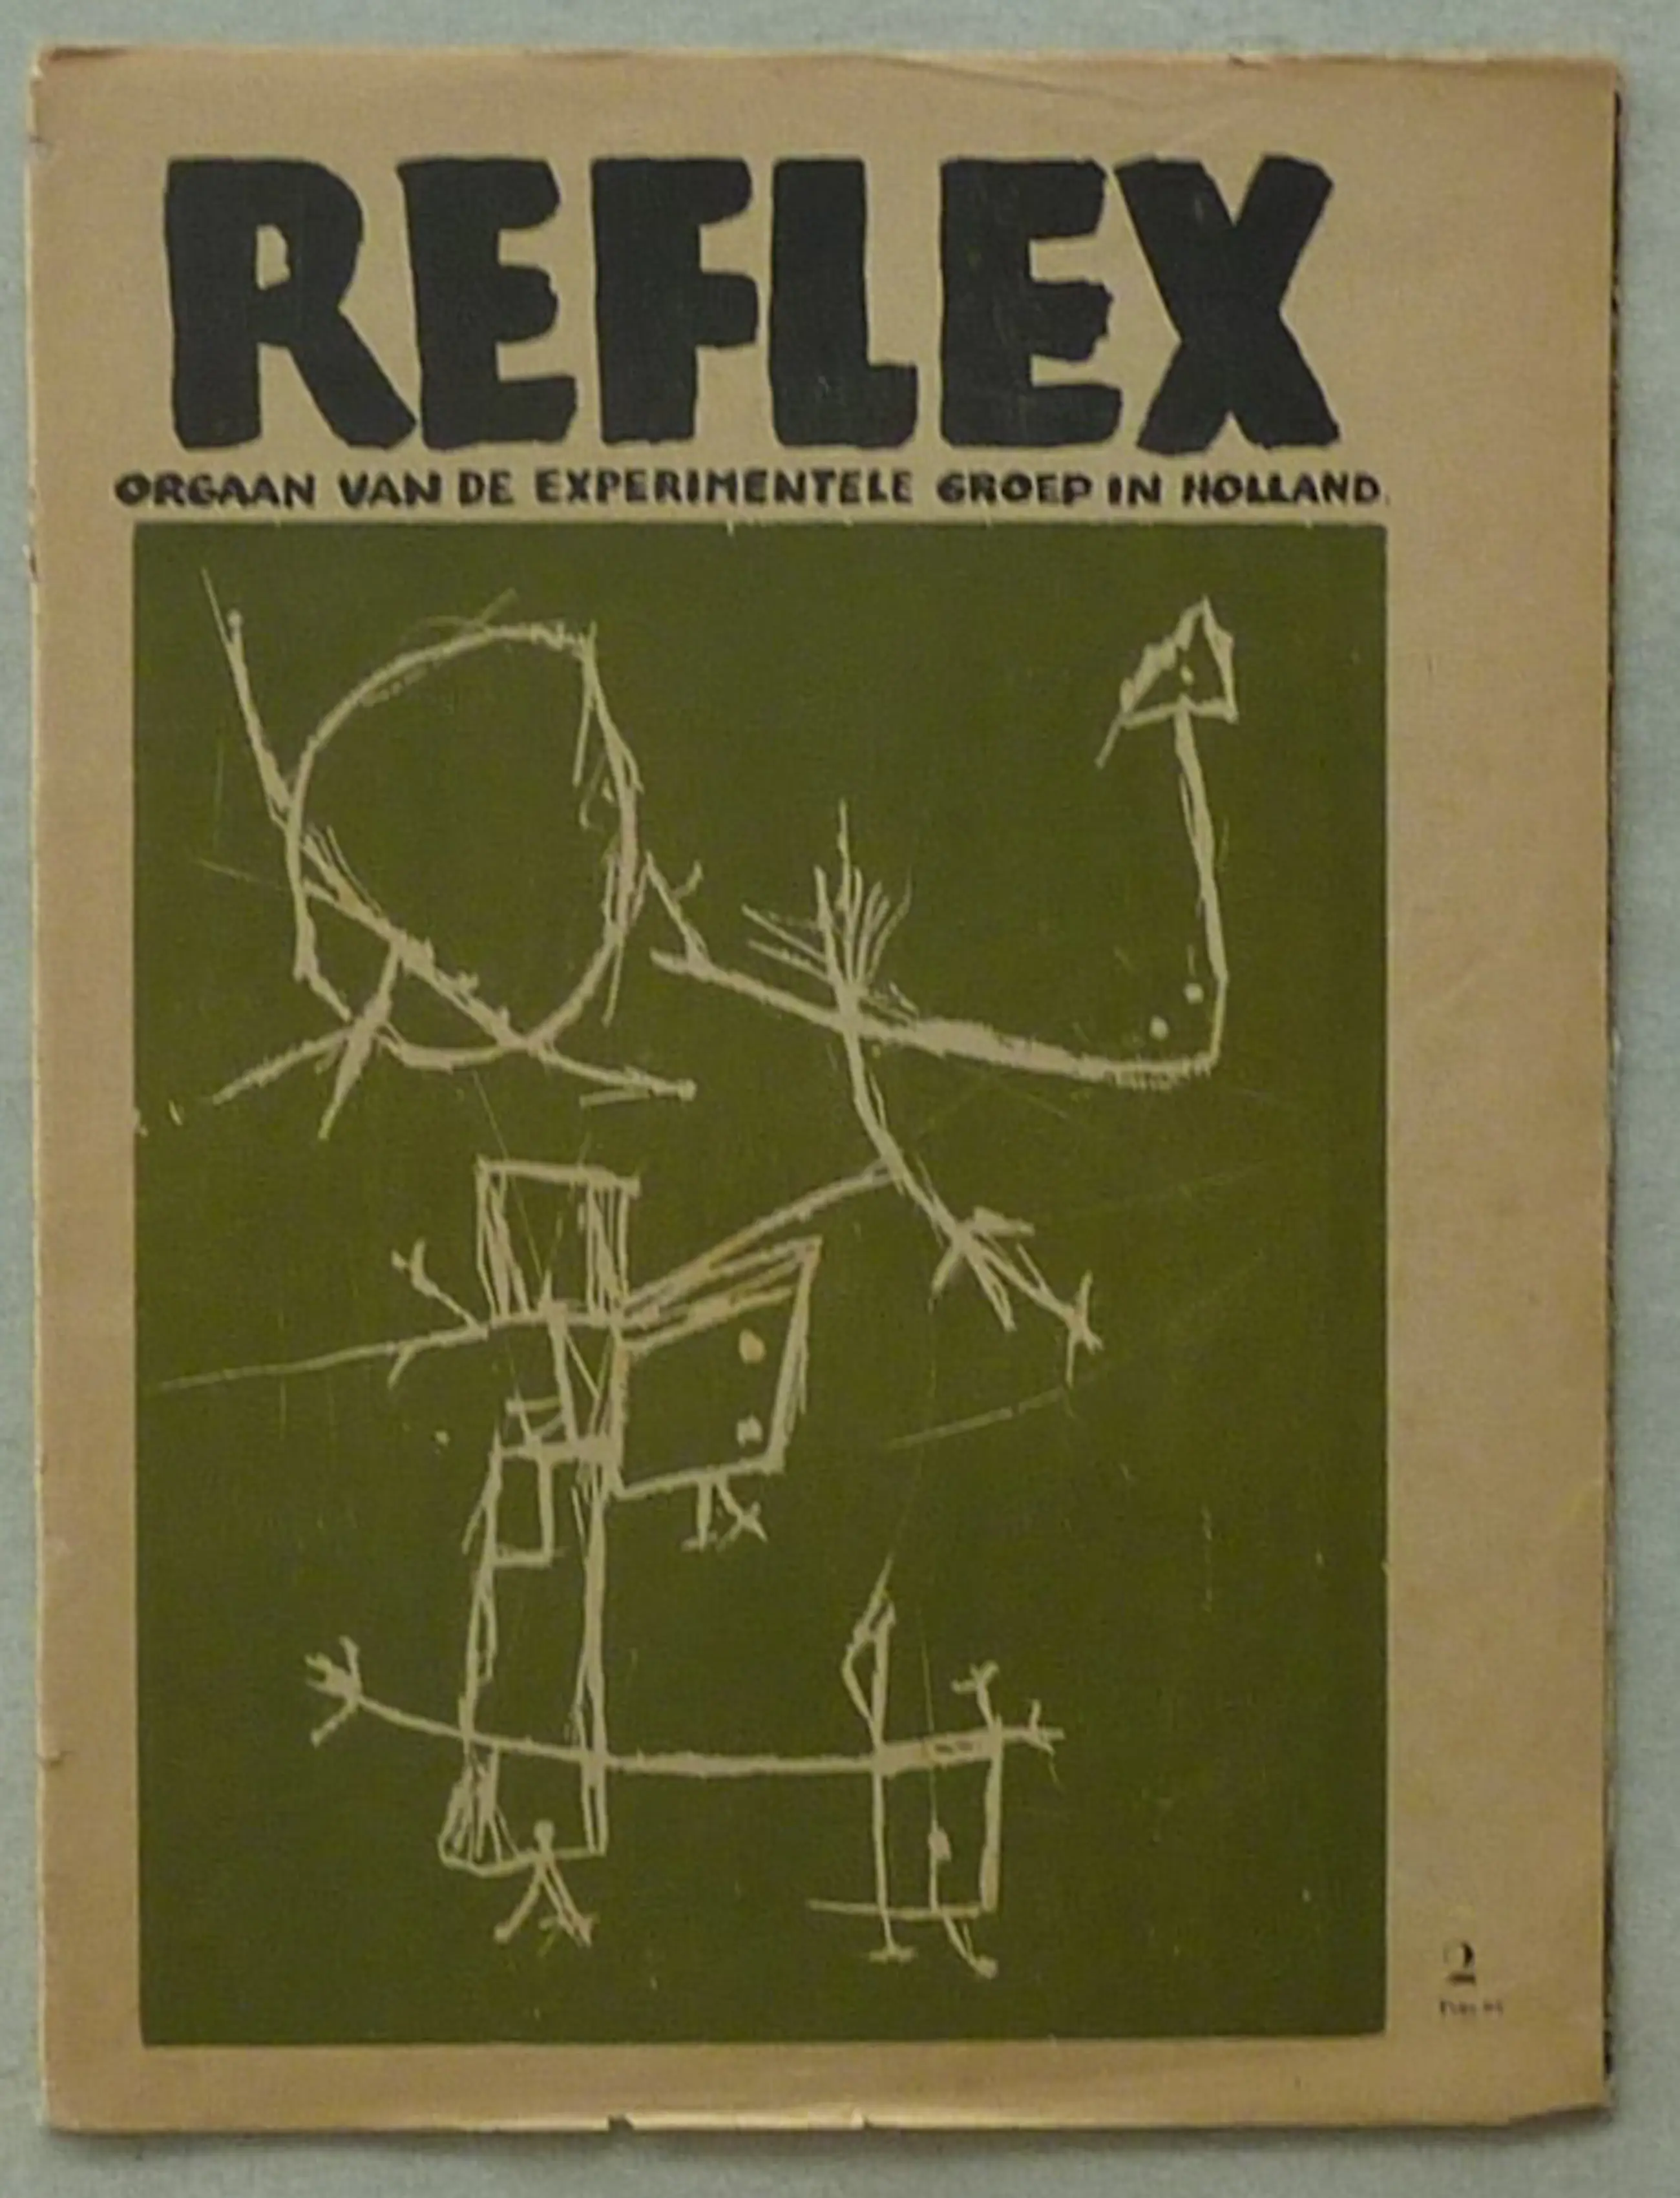 REFLEX
ORGAAN VAN DE EXPERIMENTELE GROEP IN HOLLAND.
2